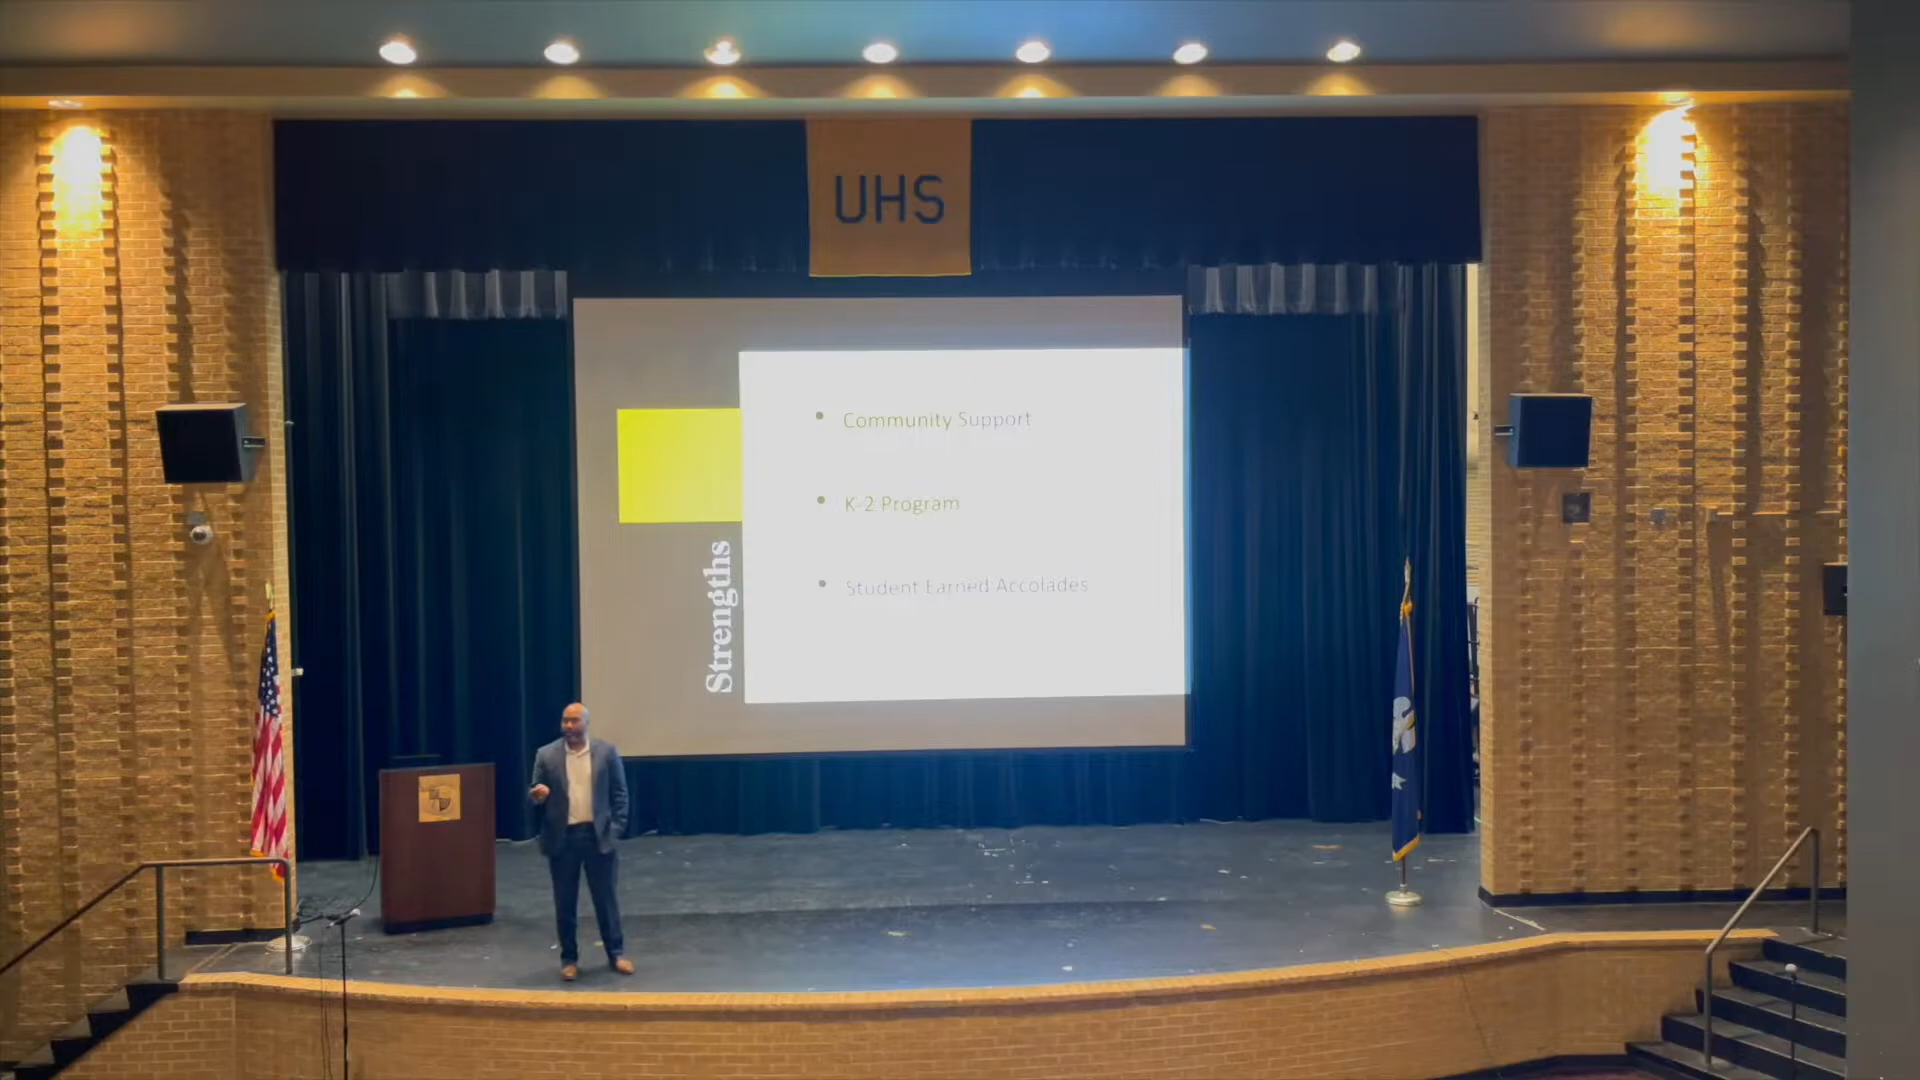 UHS
Strengths
• Community Support
• K-2 Program
• Student Earned Accolades